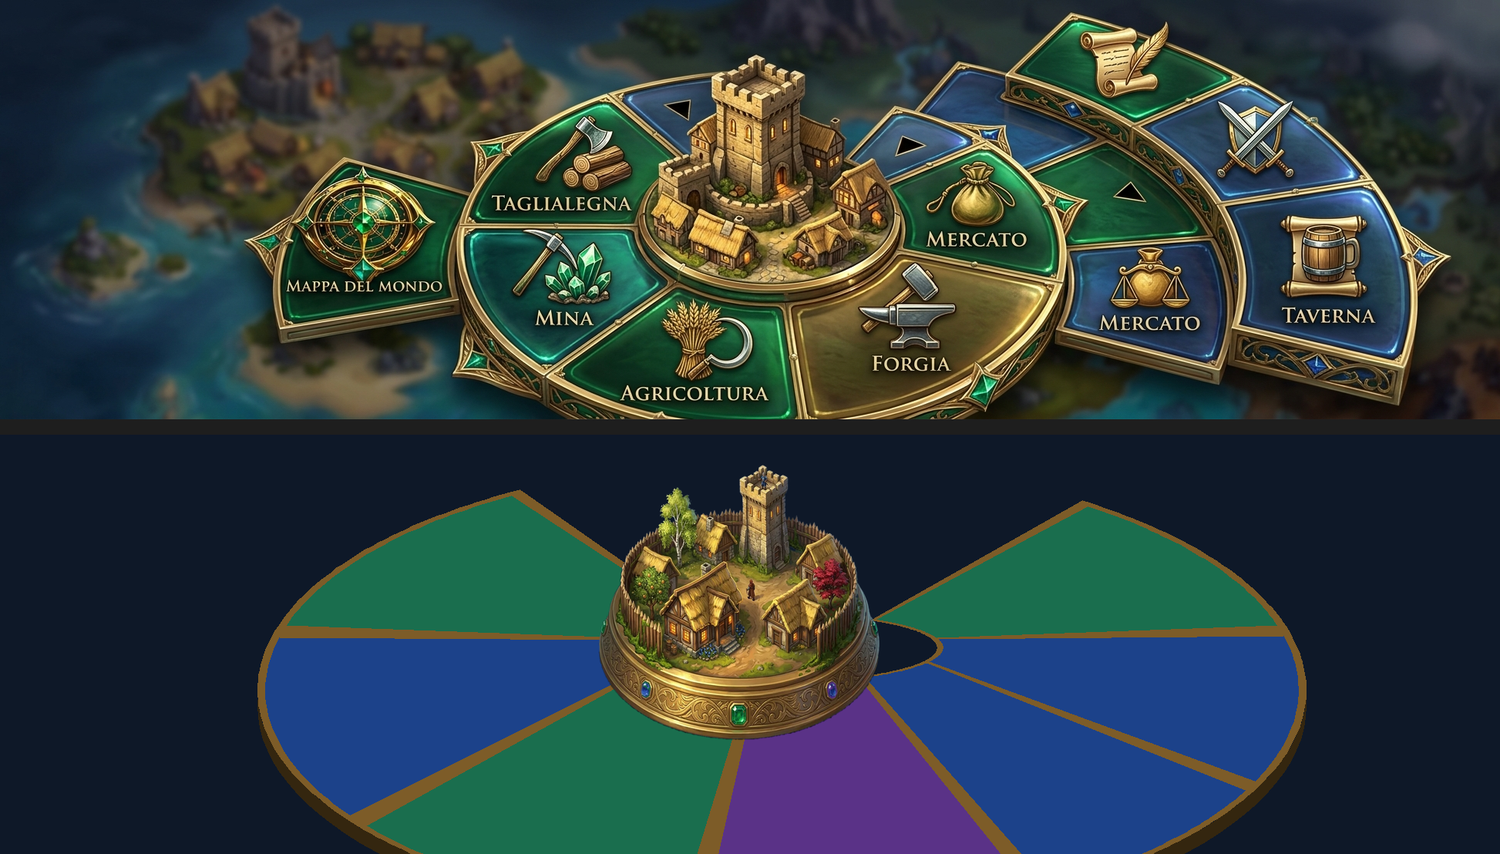 TAGLIALEGNA
MERCATO
MAPPA DEL MONDO
MINA
MERCATO
TAVERNA
FORGIA
AGRICOLTURA